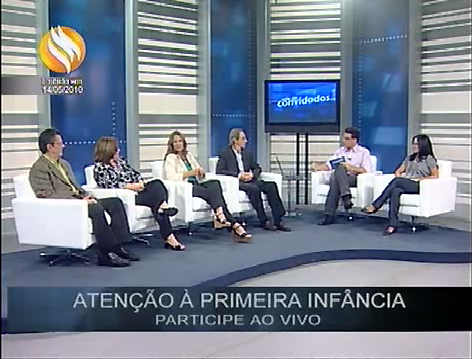 Exibido em
14/05/2010
convidados
ATENÇÃO À PRIMEIRA INFÂNCIA
PARTICIPE AO VIVO